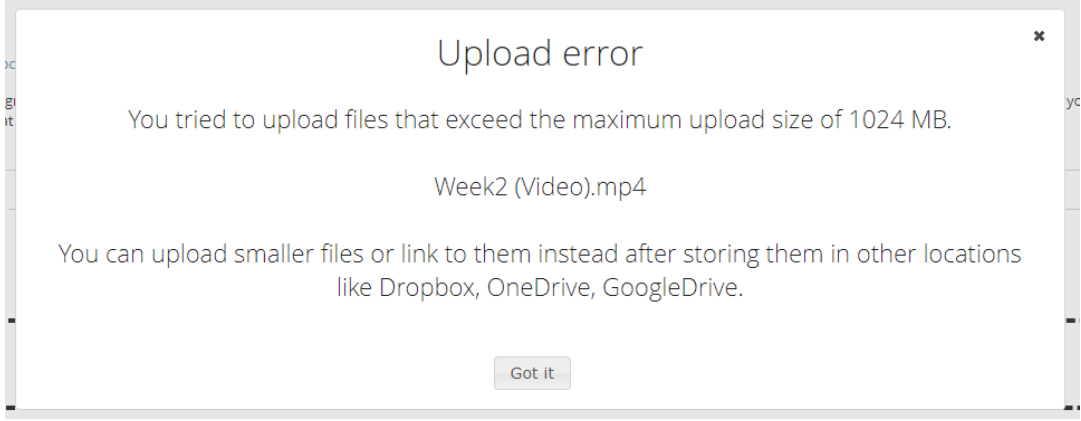 Upload error
You tried to upload files that exceed the maximum upload size of 1024 MB.
Week2 (Video).mp4
You can upload smaller files or link to them instead after storing them in other locations
like Dropbox, OneDrive, GoogleDrive.
Got it